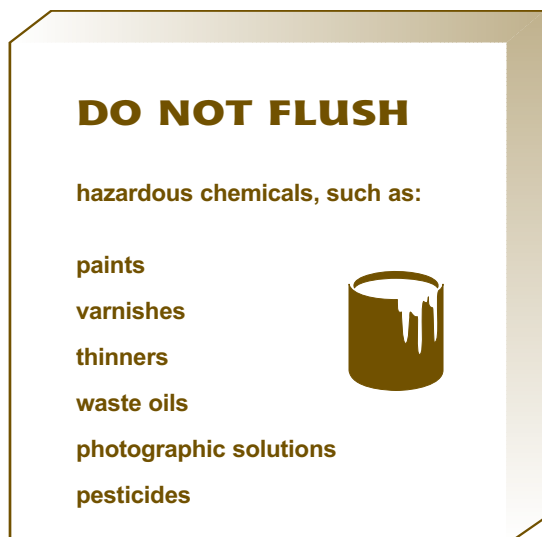 DO NOT FLUSH
hazardous chemicals, such as:
paints
varnishes
thinners
waste oils
photographic solutions
pesticides